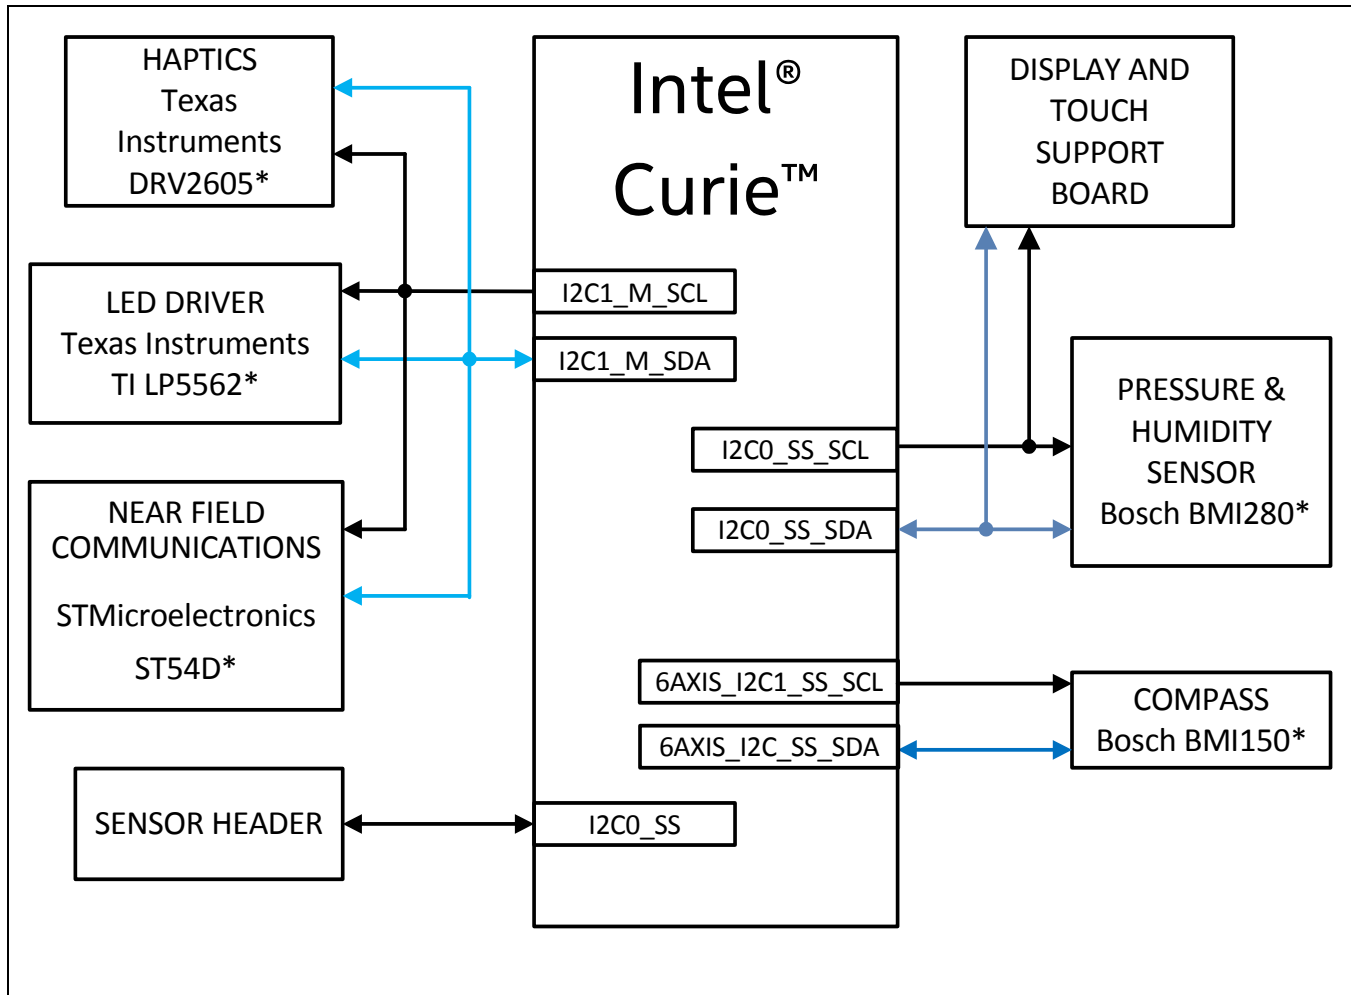 HAPTICS
Texas
Instruments
DRV2605*
LED DRIVER
Texas Instruments
TI LP5562*
NEAR FIELD
COMMUNICATIONS
STMicroelectronics
ST54D*
SENSOR HEADER
Intel®
Curie™
I2C1_M_SCL
I2C1_M_SDA
I2C0_SS_SCL
I2C0_SS_SDA
6AXIS_I2C1_SS_SCL
6AXIS_I2C_SS_SDA
I2C0_SS
DISPLAY AND
TOUCH
SUPPORT
BOARD
PRESSURE &
HUMIDITY
SENSOR
Bosch BMI280*
COMPASS
Bosch BMI150*